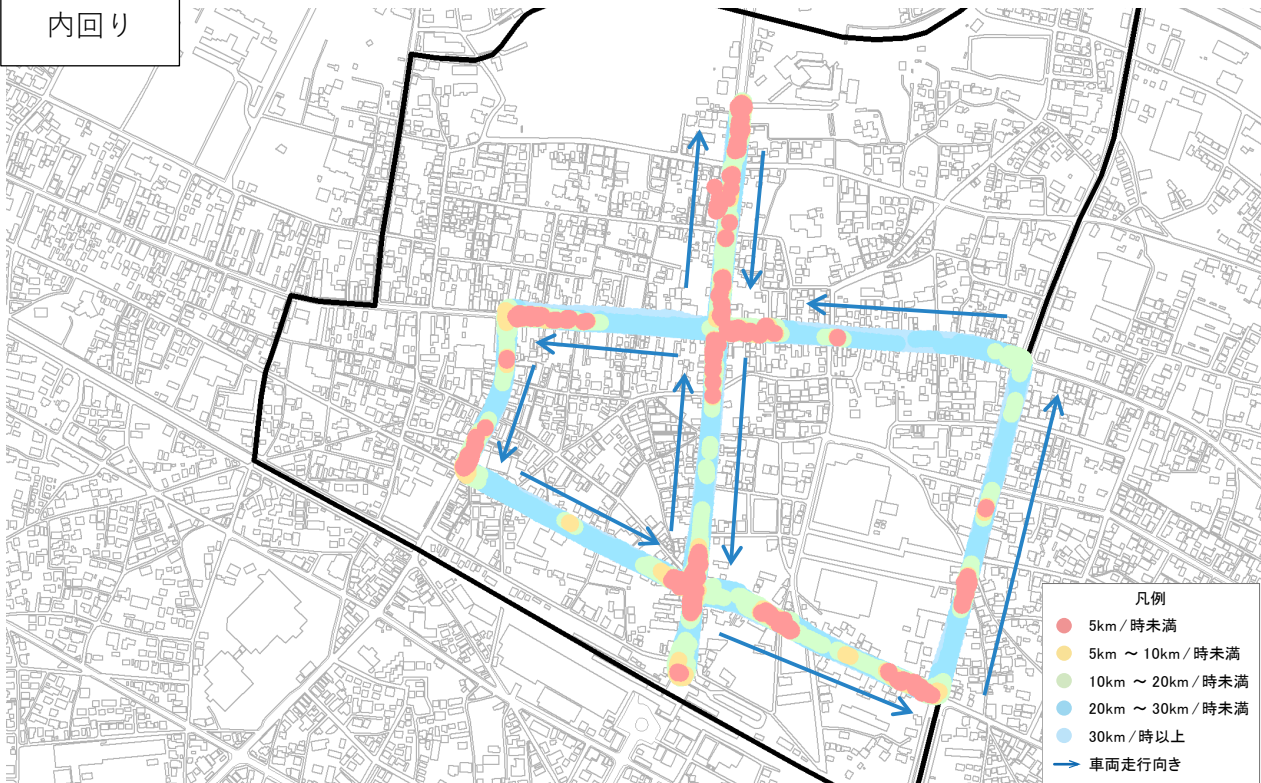 内回り
凡例
5km/時未満
5km ～ 10km/時未満
10km ～ 20km/時未満
20km ～ 30km/時未満
30km/時以上
車両走行向き